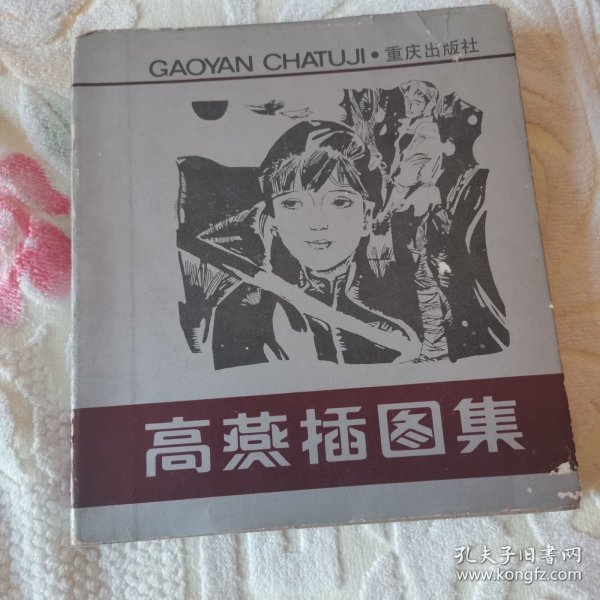 GAOYAN CHATUJI • 重庆出版社
高燕插图集
孔夫子旧书网
www.kongfz.com